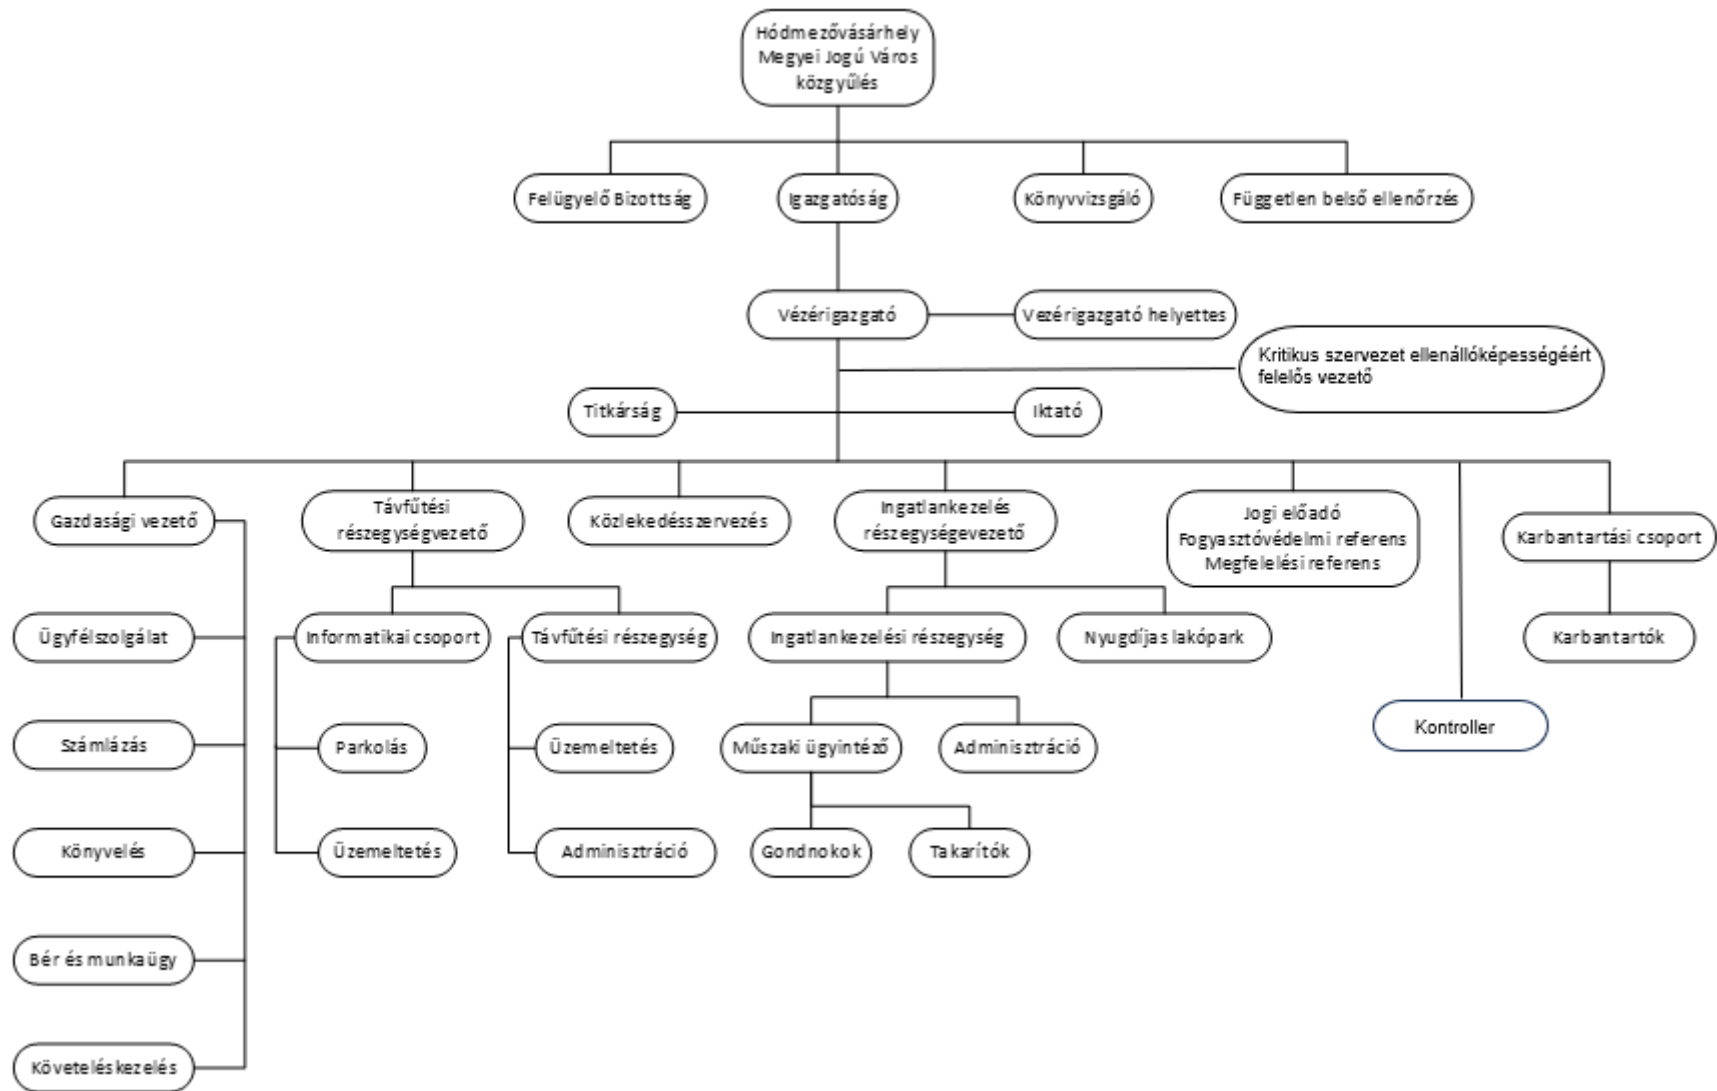 Hódmezővásárhely
Megyei Jogú Város
közgyűlés
Felügyelő Bizottság
Igazgatóság
Könyvvizsgáló
Független belső ellenőrzés
Vézérigazgató
Vezérigazgató helyettes
Kritikus szervezet ellenállóképességéért
felelős vezető
Titkárság
Iktató
Gazdasági vezető
Távfűtési
részegységvezető
Közlekedésszervezés
Ingatlankezelés
részegységevezető
Jogi előadó
Fogyasztóvédelmi referens
Megfelelési referens
Karbantartási csoport
Ügyfélszolgálat
Informatikai csoport
Távfűtési részegység
Ingatlankezelési részegység
Nyugdíjas lakópark
Karbantartók
Számlázás
Parkolás
Üzemeltetés
Műszaki ügyintéző
Adminisztráció
Kontroller
Könyvelés
Üzemeltetés
Adminisztráció
Gondnokok
Takarítók
Bér és munkaügy
Követeléskezelés